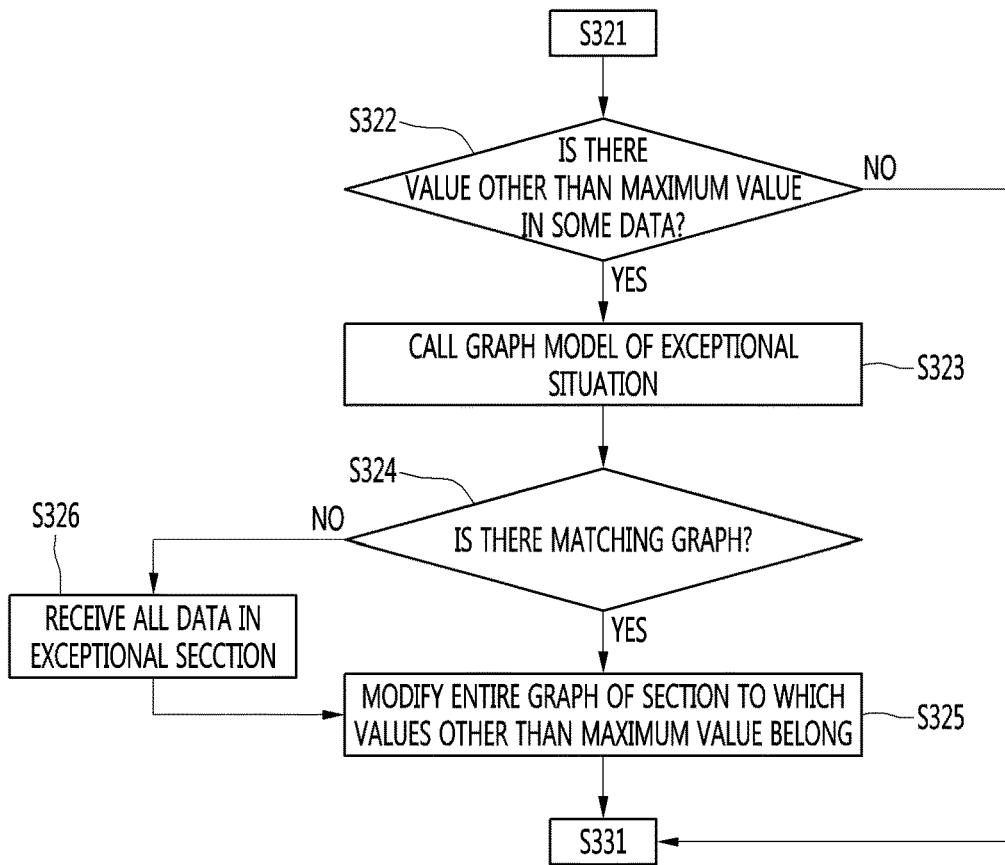 S321
S322
IS THERE
VALUE OTHER THAN MAXIMUM VALUE
IN SOME DATA?
NO
YES
CALL GRAPH MODEL OF EXCEPTIONAL
SITUATION
S323
S324
IS THERE MATCHING GRAPH?
NO
S326
YES
RECEIVE ALL DATA IN
EXCEPTIONAL SECCTION
MODIFY ENTIRE GRAPH OF SECTION TO WHICH
VALUES OTHER THAN MAXIMUM VALUE BELONG
S325
S331